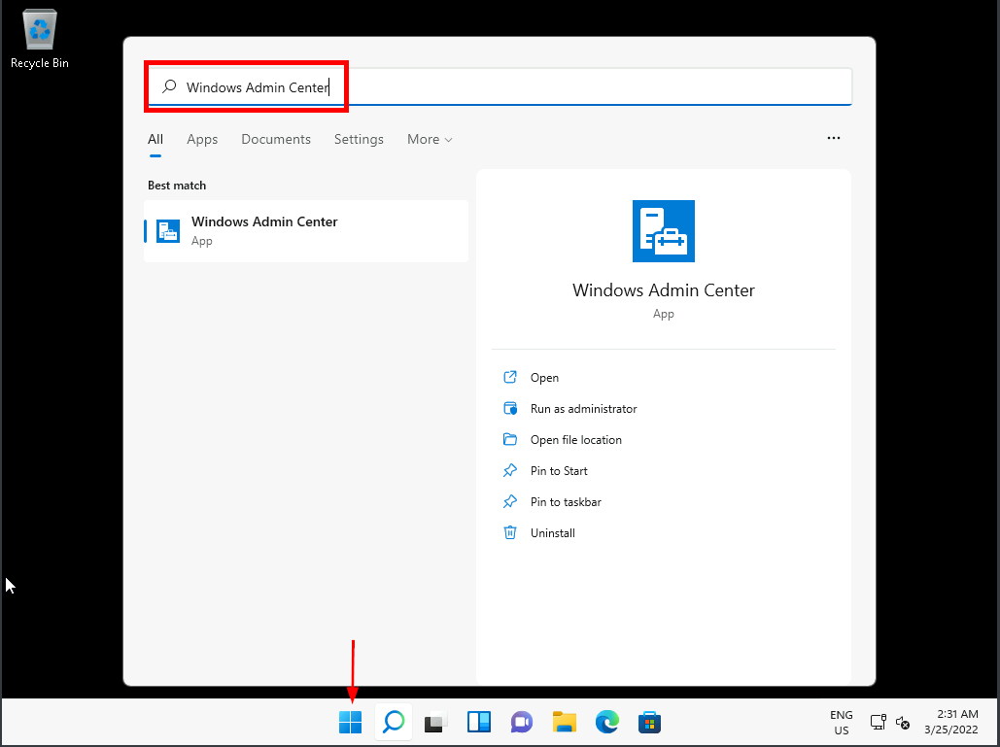 Recycle Bin
Windows Admin Center
All Apps Documents Settings More
Best match
Windows Admin Center
App
Windows Admin Center
App
Open
Run as administrator
Open file location
Pin to Start
Pin to taskbar
Uninstall
ENG
US
2:31 AM
3/25/2022